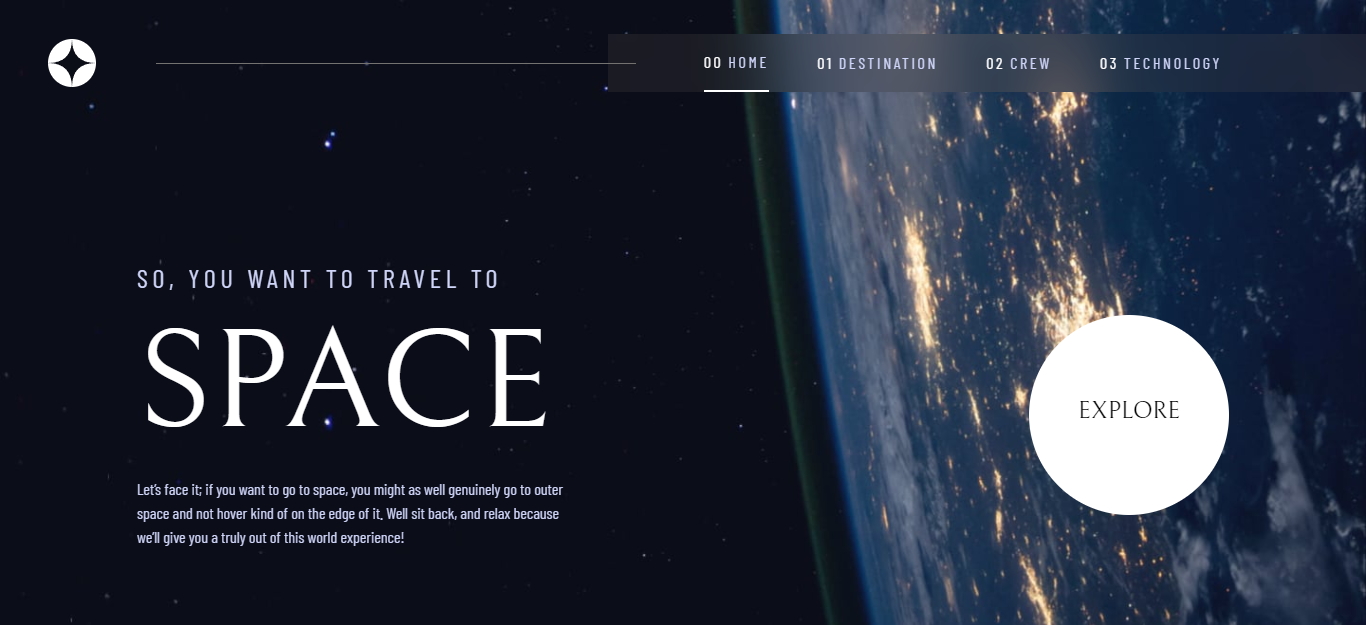 00 HOME 01 DESTINATION 02 CREW 03 TECHNOLOGY
SO, YOU WANT TO TRAVEL TO
SPACE
EXPLORE
Let's face it; if you want to go to space, you might as well genuinely go to outer
space and not hover kind of on the edge of it. Well sit back, and relax because
we'll give you a truly out of this world experience!